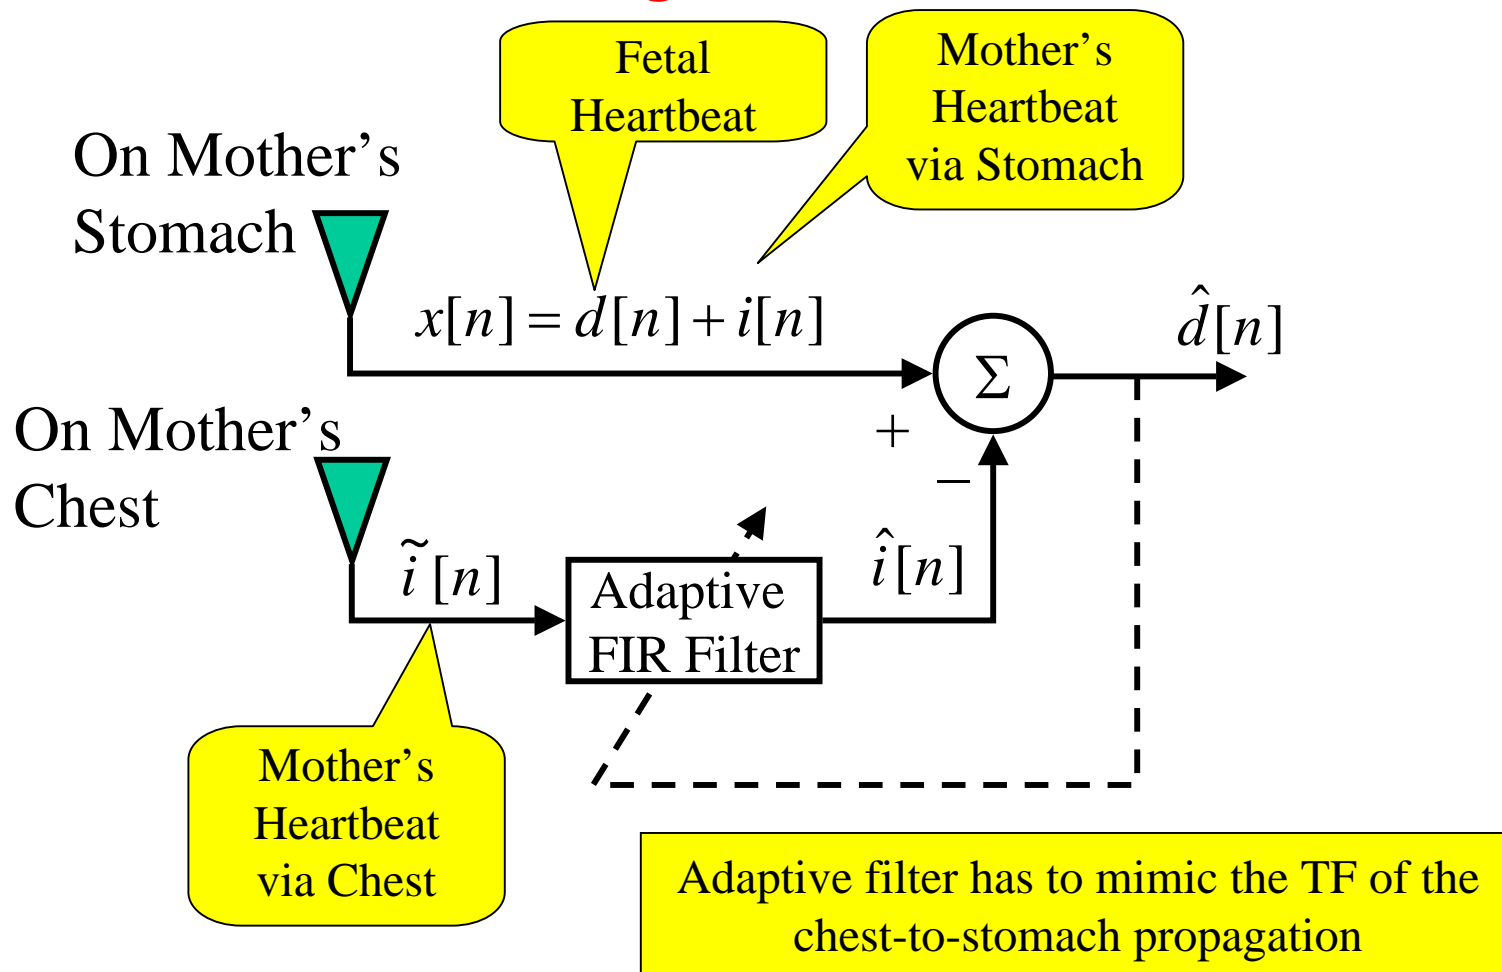 Fetal
Heartbeat
Mother's
Heartbeat
via Stomach
On Mother's
Stomach
x[n] = d[n] + i[n]
d̂[n]
Σ
+
−
On Mother's
Chest
ĩ[n]
Adaptive
FIR Filter
î[n]
Mother's
Heartbeat
via Chest
Adaptive filter has to mimic the TF of the
chest-to-stomach propagation